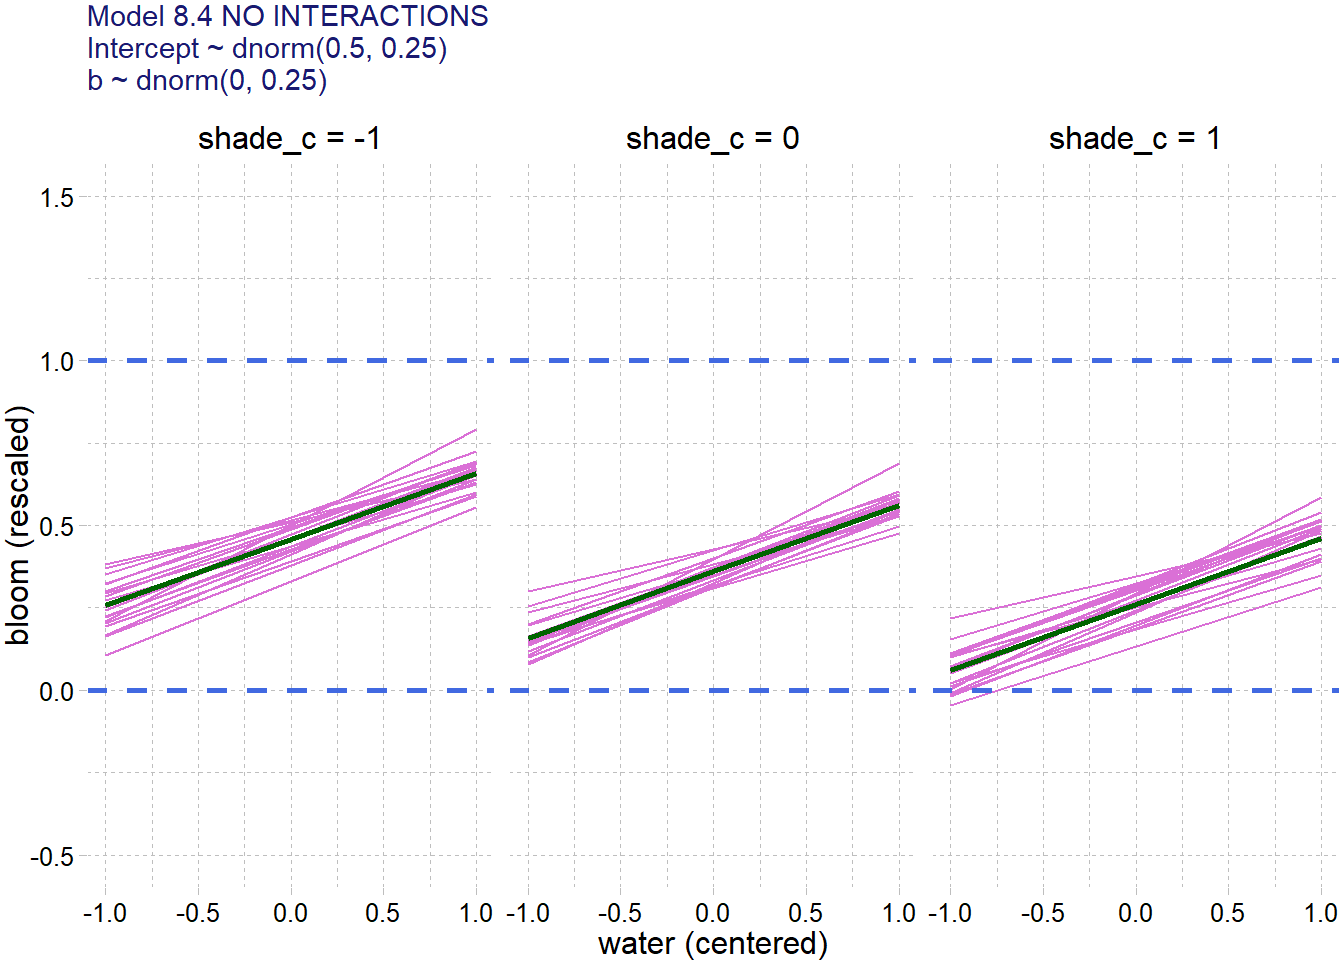 Model 8.4 NO INTERACTIONS
Intercept ~ dnorm(0.5, 0.25)
b ~ dnorm(0, 0.25)
shade_c = -1 shade_c = 0 shade_c = 1
1.5
1.0
0.5
0.0
-0.5
bloom (rescaled)
-1.0 -0.5 0.0 0.5 1.0 -1.0 -0.5 0.0 0.5 1.0 -1.0 -0.5 0.0 0.5 1.0
water (centered)